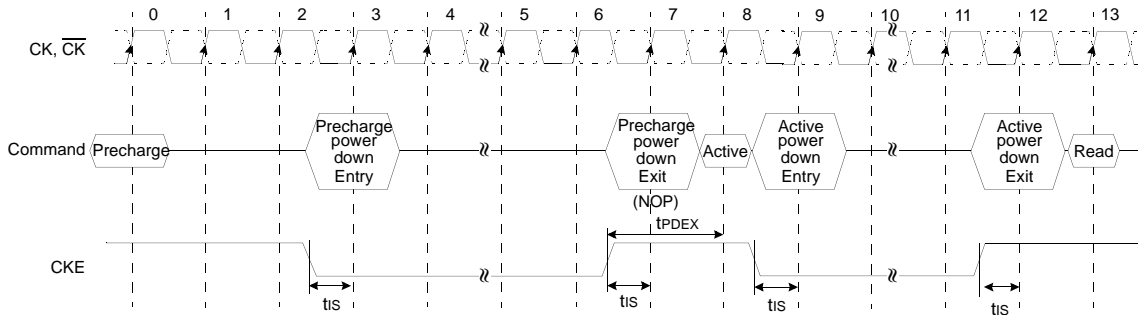 0 1 2 3 4 5 6 7 8 9 10 11 12 13
CK, CK
Command
Precharge
Precharge
power
down
Entry
Precharge
power
down
Exit
(NOP)
Active
Active
power
down
Entry
Active
power
down
Exit
Read
tPDEX
CKE
tIS
tIS
tIS
tIS